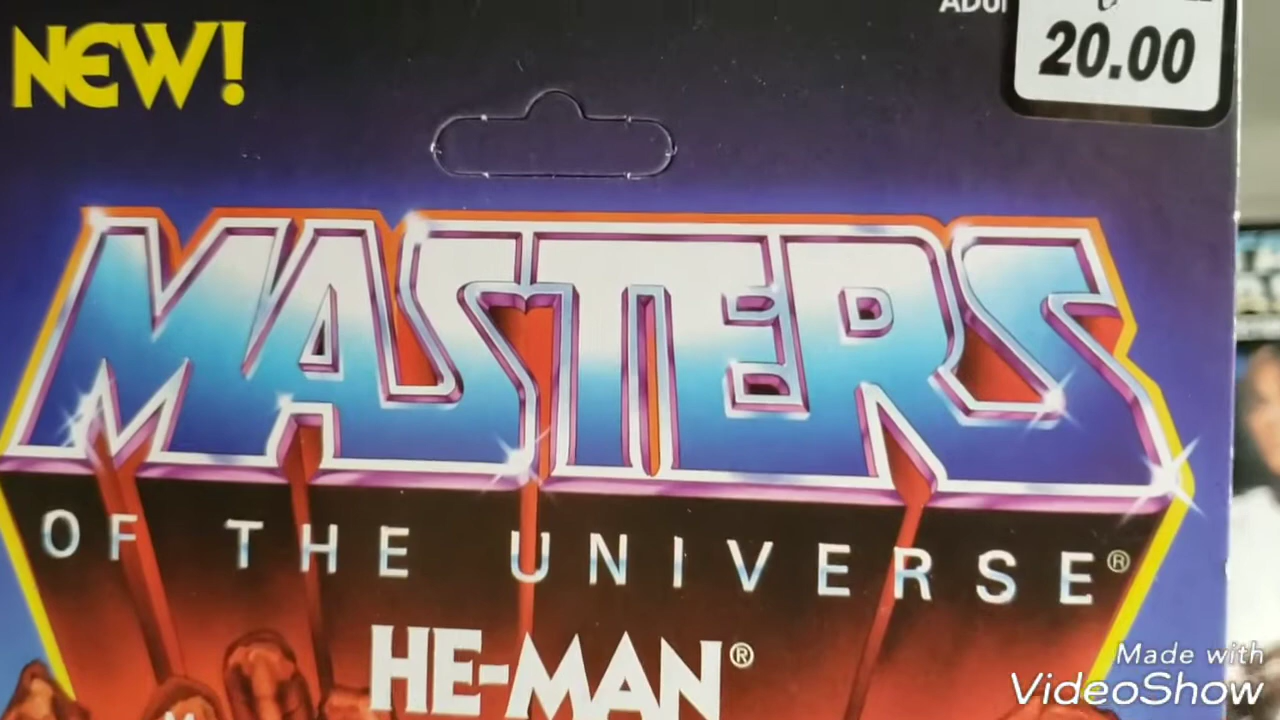 NEW!
20.00
MASTERS
OF THE UNIVERSE®
HE-MAN®
Made with
VideoShow